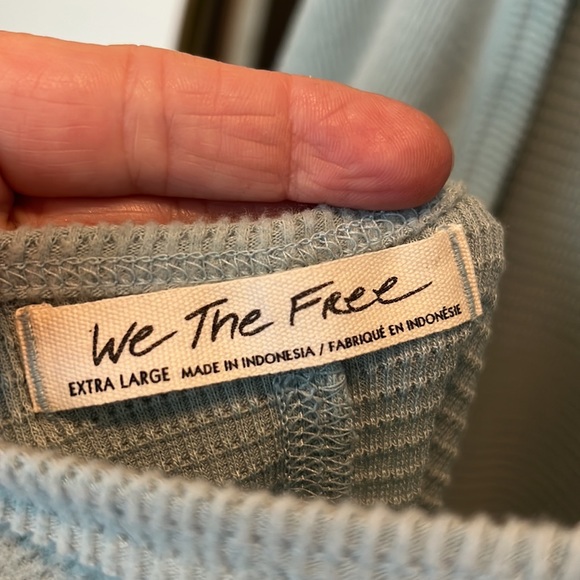 We The Free
EXTRA LARGE MADE IN INDONESIA / FABRIQUÉ EN INDONÉSIE